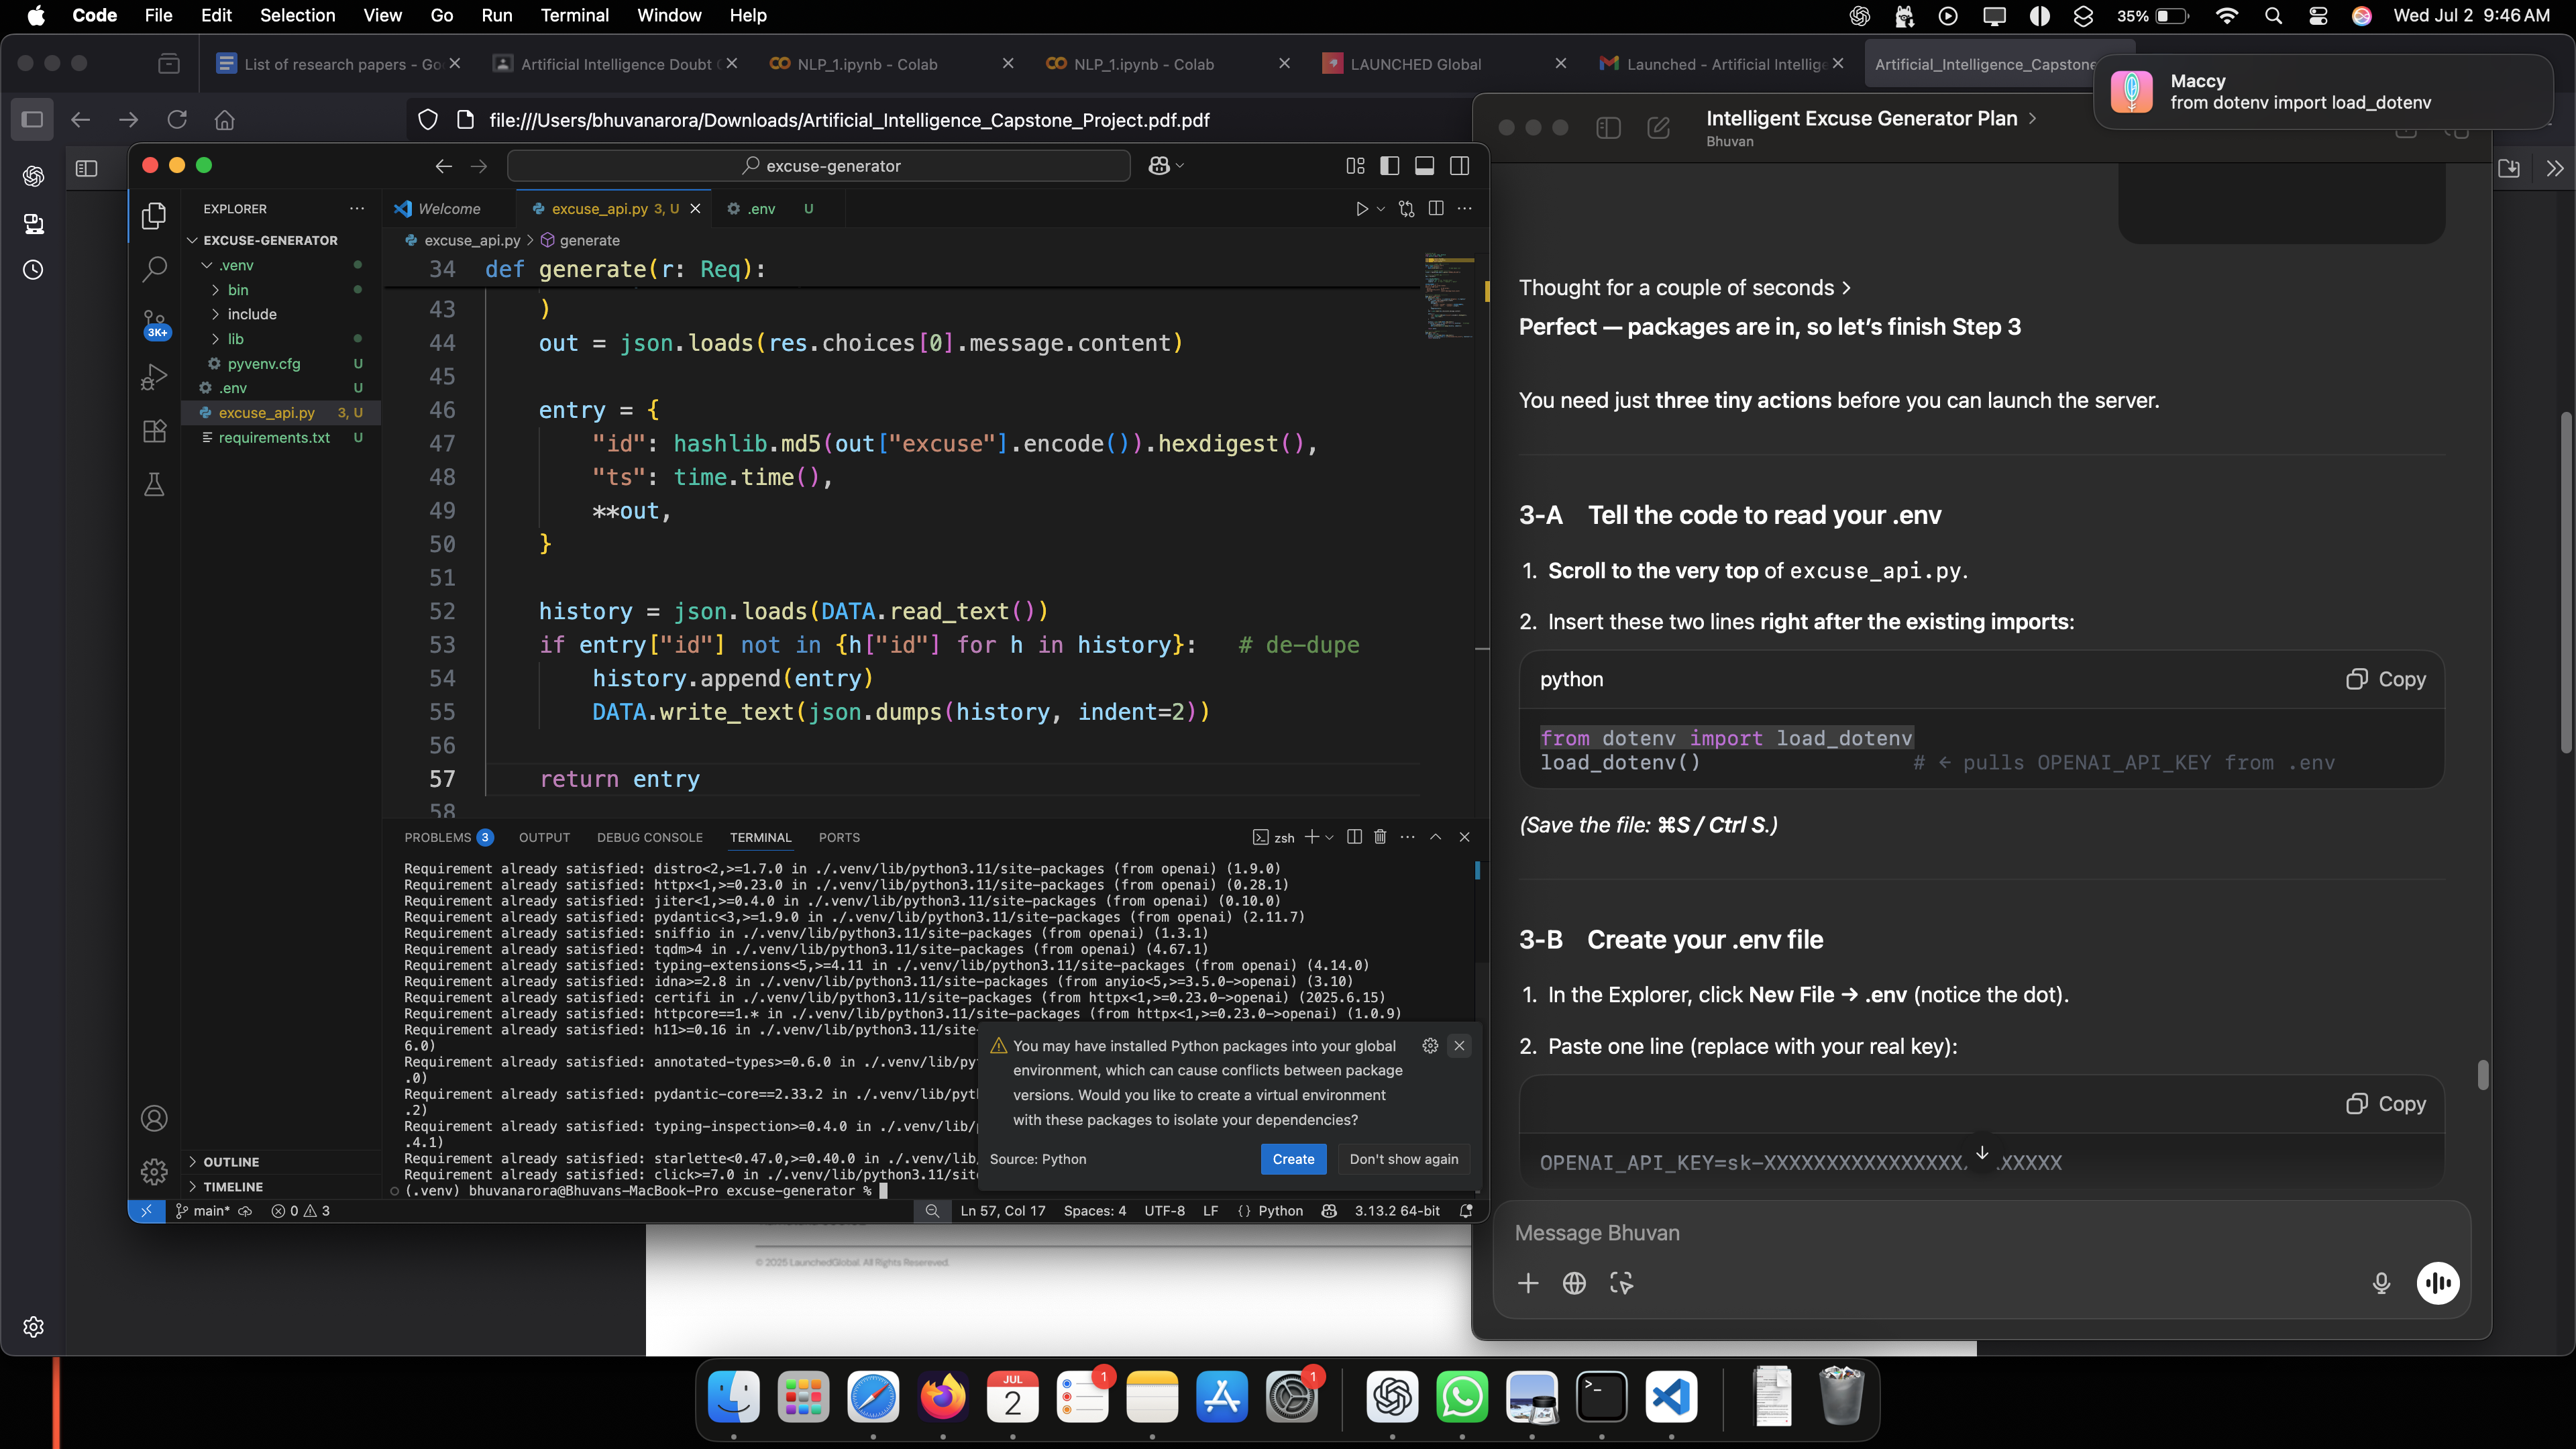 Code File Edit Selection View Go Run Terminal Window Help
35% Wed Jul 2 9:46 AM
List of research papers - Go
Artificial Intelligence Doubt
NLP_1.ipynb - Colab
NLP_1.ipynb - Colab
LAUNCHED Global
Launched - Artificial Intellige
Artificial_Intelligence_Capstone
Maccy
from dotenv import load_dotenv
file:///Users/bhuvanarora/Downloads/Artificial_Intelligence_Capstone_Project.pdf.pdf
Intelligent Excuse Generator Plan
Bhuvan
excuse-generator
EXPLORER
EXCUSE-GENERATOR
.venv
bin
include
lib
pyvenv.cfg U
.env U
excuse_api.py 3, U
requirements.txt U
OUTLINE
TIMELINE
3K+
Welcome
excuse_api.py 3, U
.env U
excuse_api.py > generate
34 def generate(r: Req):
43 )
44 out = json.loads(res.choices[0].message.content)
45
46 entry = {
47 "id": hashlib.md5(out["excuse"].encode()).hexdigest(),
48 "ts": time.time(),
49 **out,
50 }
51
52 history = json.loads(DATA.read_text())
53 if entry["id"] not in {h["id"] for h in history}: # de-dupe
54 history.append(entry)
55 DATA.write_text(json.dumps(history, indent=2))
56
57 return entry
58
PROBLEMS 3 OUTPUT DEBUG CONSOLE TERMINAL PORTS
zsh
Requirement already satisfied: distro<2,>=1.7.0 in ./.venv/lib/python3.11/site-packages (from openai) (1.9.0)
Requirement already satisfied: httpx<1,>=0.23.0 in ./.venv/lib/python3.11/site-packages (from openai) (0.28.1)
Requirement already satisfied: jiter<1,>=0.4.0 in ./.venv/lib/python3.11/site-packages (from openai) (0.10.0)
Requirement already satisfied: pydantic<3,>=1.9.0 in ./.venv/lib/python3.11/site-packages (from openai) (2.11.7)
Requirement already satisfied: sniffio in ./.venv/lib/python3.11/site-packages (from openai) (1.3.1)
Requirement already satisfied: tqdm>4 in ./.venv/lib/python3.11/site-packages (from openai) (4.67.1)
Requirement already satisfied: typing-extensions<5,>=4.11 in ./.venv/lib/python3.11/site-packages (from openai) (4.14.0)
Requirement already satisfied: idna>=2.8 in ./.venv/lib/python3.11/site-packages (from anyio<5,>=3.5.0->openai) (3.10)
Requirement already satisfied: certifi in ./.venv/lib/python3.11/site-packages (from httpx<1,>=0.23.0->openai) (2025.6.15)
Requirement already satisfied: httpcore==1.* in ./.venv/lib/python3.11/site-packages (from httpx<1,>=0.23.0->openai) (1.0.9)
Requirement already satisfied: h11>=0.16 in ./.venv/lib/python3.11/site-
6.0)
Requirement already satisfied: annotated-types>=0.6.0 in ./.venv/lib/py
.0)
Requirement already satisfied: pydantic-core==2.33.2 in ./.venv/lib/pyt
.2)
Requirement already satisfied: typing-inspection>=0.4.0 in ./.venv/lib/
.4.1)
Requirement already satisfied: starlette<0.47.0,>=0.40.0 in ./.venv/lib
Requirement already satisfied: click>=7.0 in ./.venv/lib/python3.11/sit
(.venv) bhuvanarora@Bhuvans-MacBook-Pro excuse-generator %
You may have installed Python packages into your global
environment, which can cause conflicts between package
versions. Would you like to create a virtual environment
with these packages to isolate your dependencies?
Source: Python
Create
Don't show again
main* 0 3
Ln 57, Col 17 Spaces: 4 UTF-8 LF {} Python 3.13.2 64-bit
© 2025 LaunchedGlobal. All Rights Resereved.
Thought for a couple of seconds >
Perfect — packages are in, so let's finish Step 3
You need just three tiny actions before you can launch the server.
3-A Tell the code to read your .env
1. Scroll to the very top of excuse_api.py.
2. Insert these two lines right after the existing imports:
python
Copy
from dotenv import load_dotenv
load_dotenv() # ← pulls OPENAI_API_KEY from .env
(Save the file: ⌘S / Ctrl S.)
3-B Create your .env file
1. In the Explorer, click New File → .env (notice the dot).
2. Paste one line (replace with your real key):
Copy
OPENAI_API_KEY=sk-XXXXXXXXXXXXXXXX XXXXX
Message Bhuvan
JUL
2
1
1